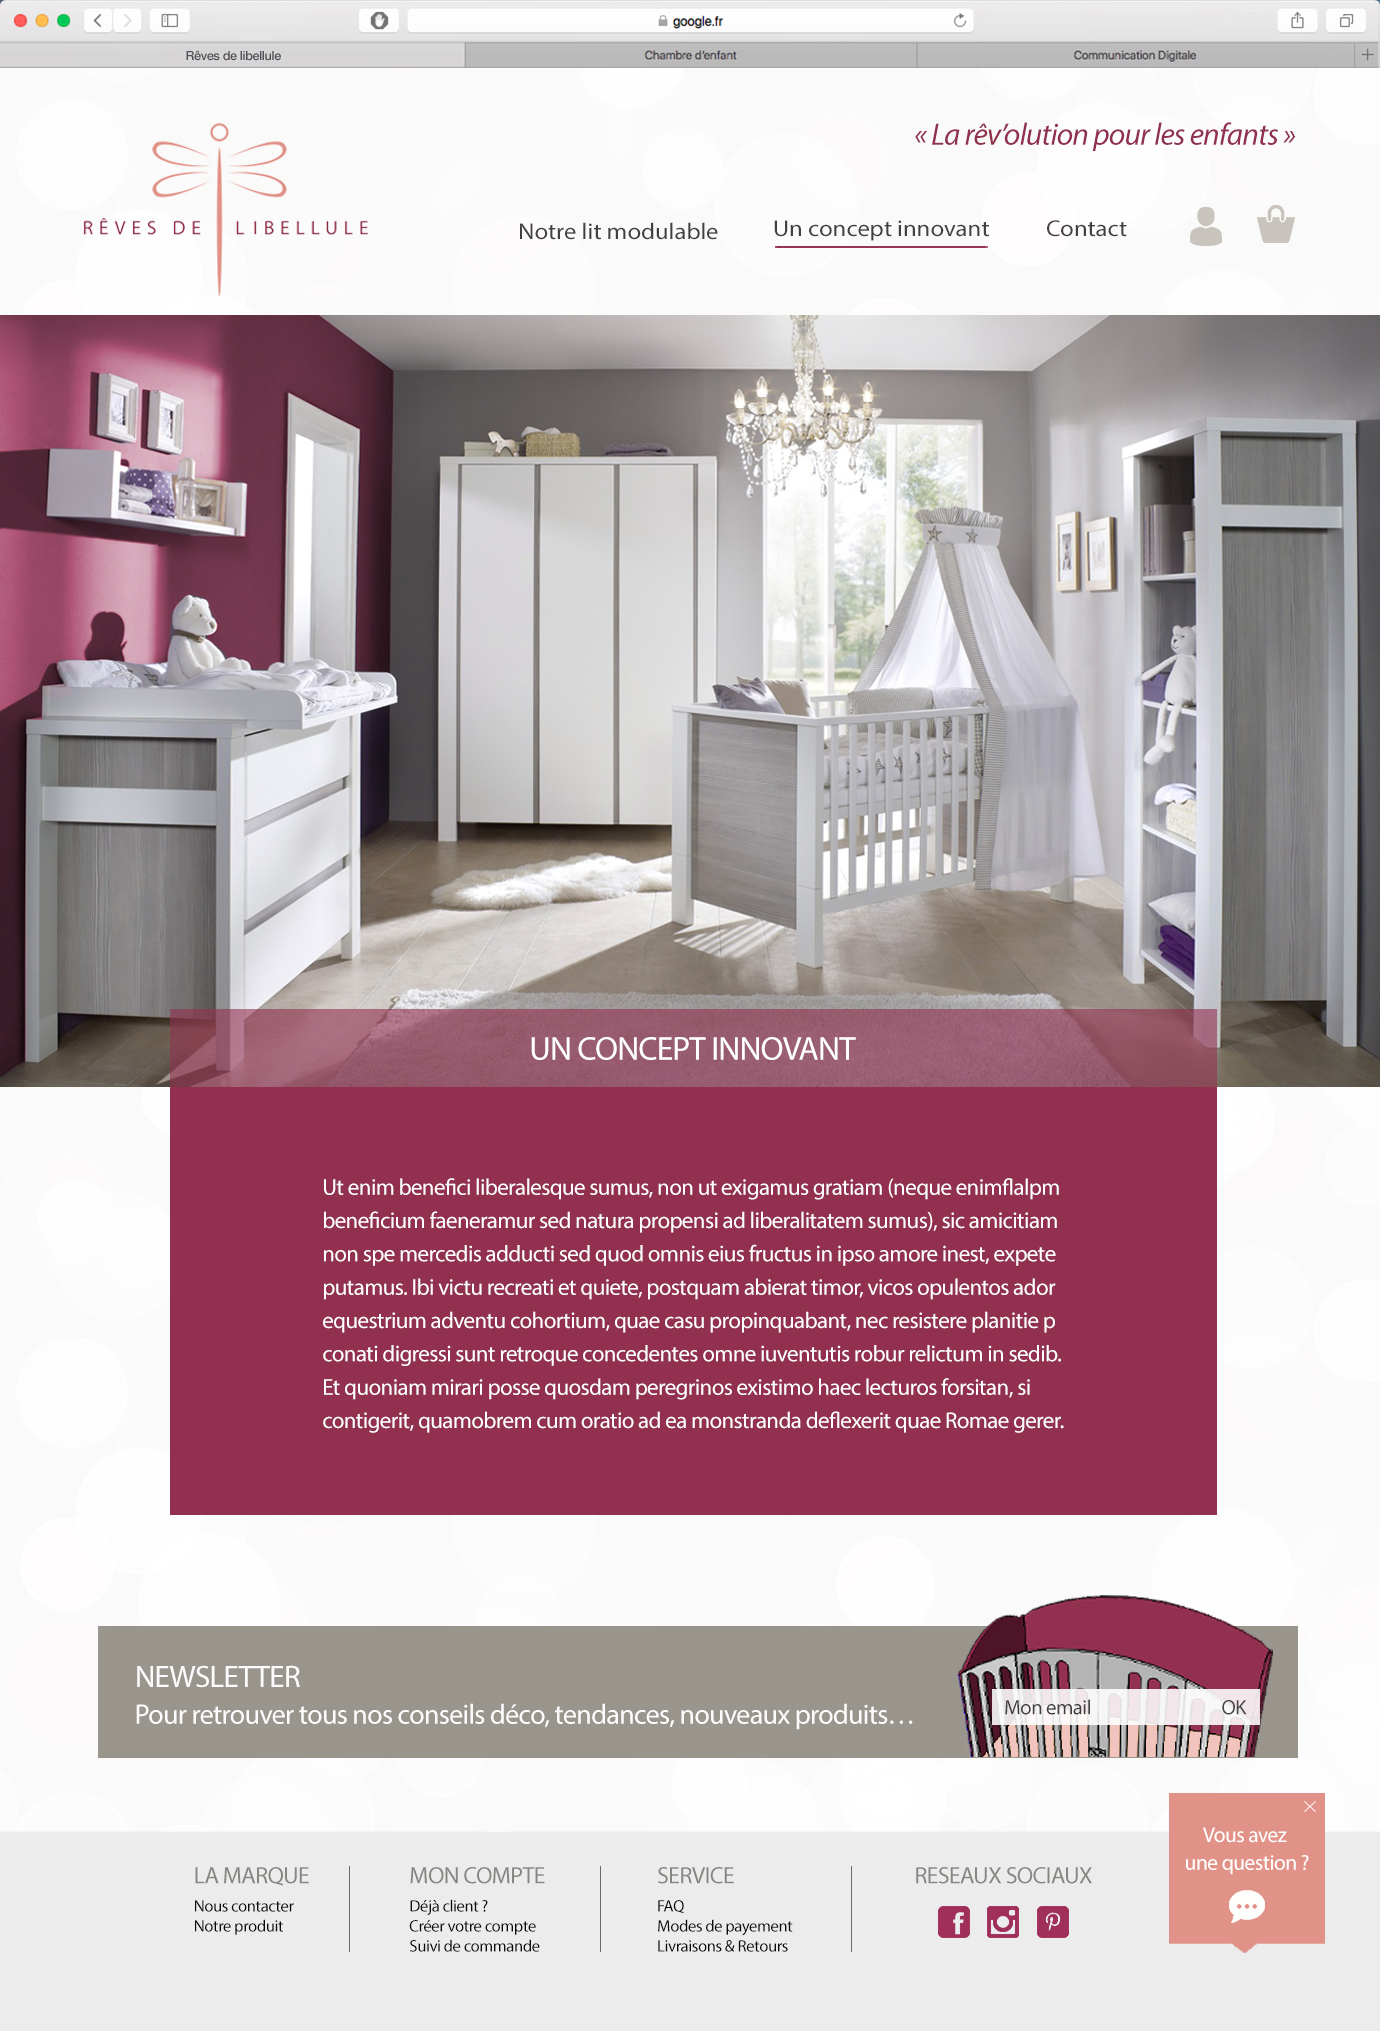 google.fr
Rêves de libellule
Chambre d'enfant
Communication Digitale
« La rêv’olution pour les enfants »
RÊVES DE LIBELLULE
Notre lit modulable
Un concept innovant
Contact
UN CONCEPT INNOVANT
Ut enim benefici liberalesque sumus, non ut exigamus gratiam (neque enimflalpm
beneficium faeneramur sed natura propensi ad liberalitatem sumus), sic amicitiam
non spe mercedis adducti sed quod omnis eius fructus in ipso amore inest, expete
putamus. Ibi victu recreati et quiete, postquam abierat timor, vicos opulentos ador
equestrium adventu cohortium, quae casu propinquabant, nec resistere planitie p
conati digressi sunt retroque concedentes omne iuventutis robur relictum in sedib.
Et quoniam mirari posse quosdam peregrinos existimo haec lecturos forsitan, si
contigerit, quamobrem cum oratio ad ea monstranda deflexerit quae Romae gerer.
NEWSLETTER
Pour retrouver tous nos conseils déco, tendances, nouveaux produits…
Mon email
OK
Vous avez
une question ?
LA MARQUE
Nous contacter
Notre produit
MON COMPTE
Déjà client ?
Créer votre compte
Suivi de commande
SERVICE
FAQ
Modes de payement
Livraisons & Retours
RESEAUX SOCIAUX